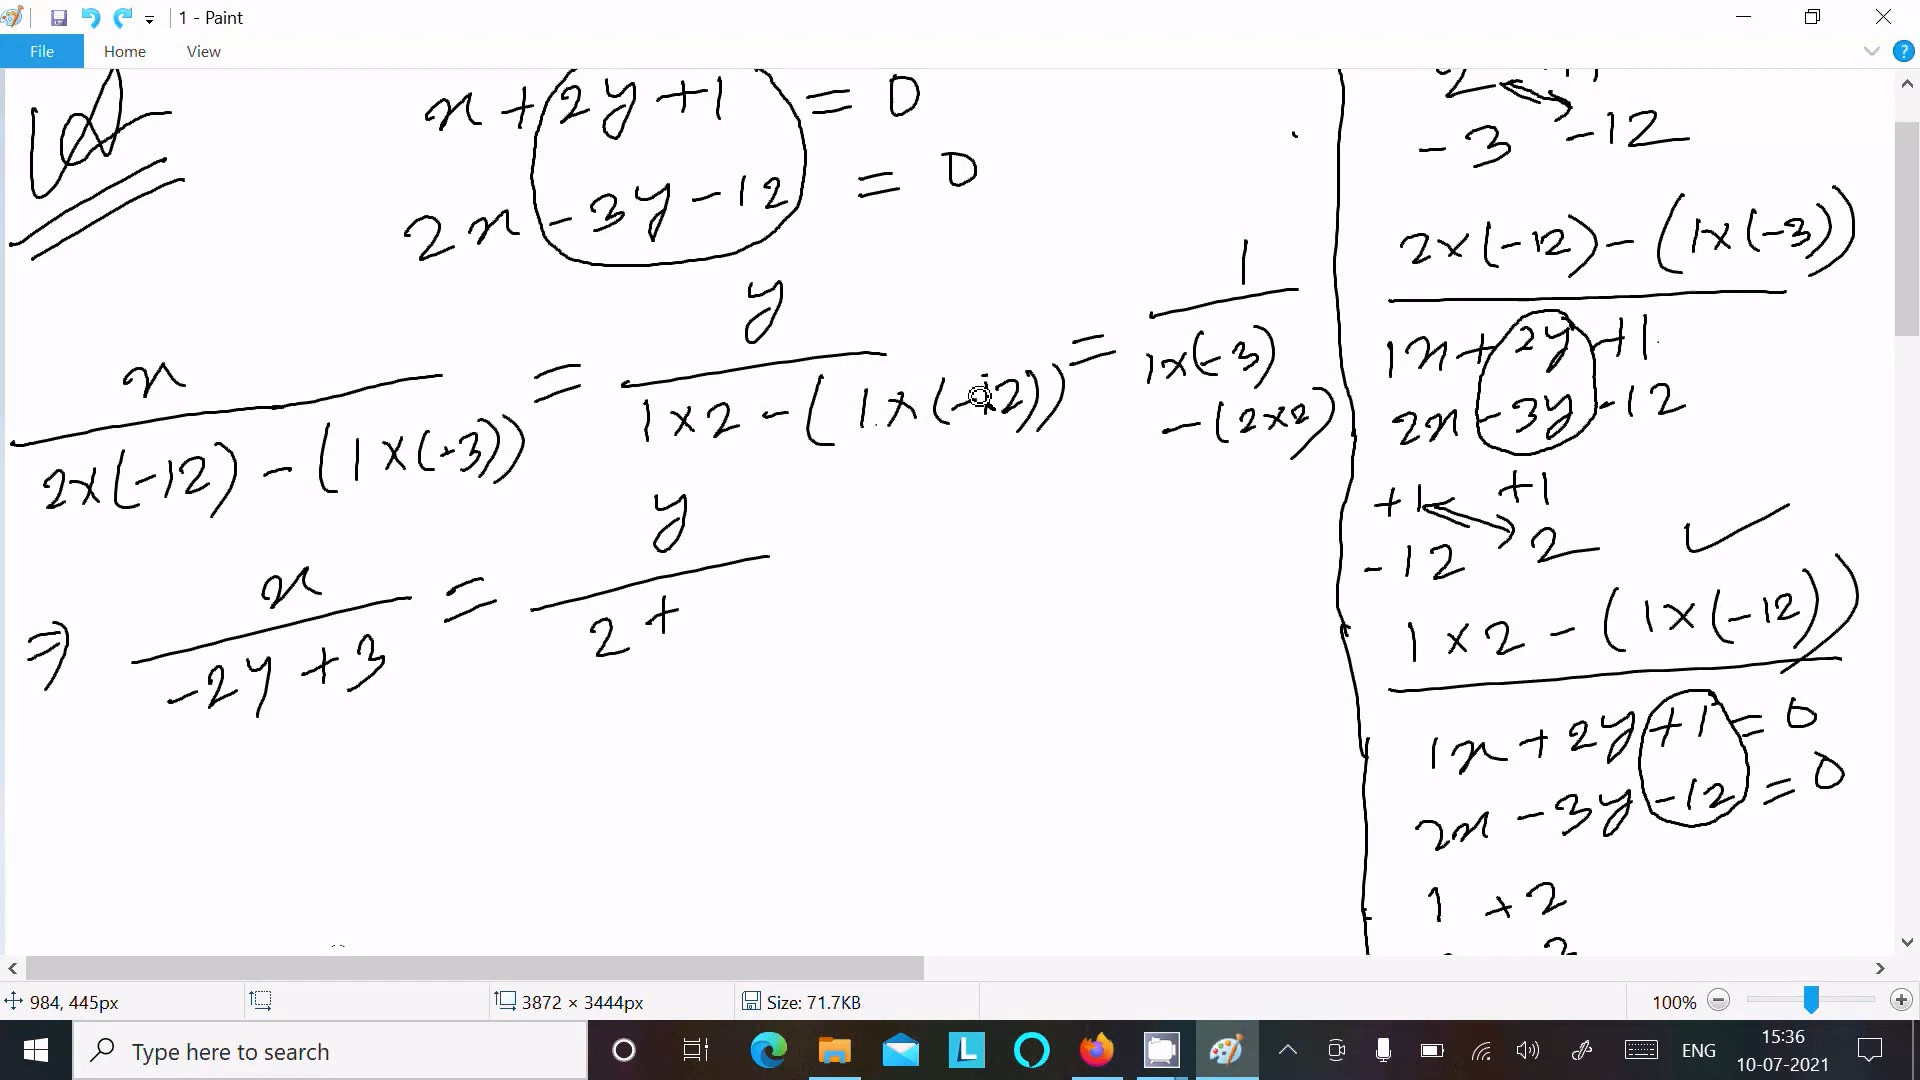 1 - Paint
File Home View
x + 2y + 1 = 0
2x - 3y - 12 = 0
x / 2×(-12) - (1×(-3)) = y / 1×2 - (1×(-12)) = 1 / 1×(-3) - (2×2)
⇒ x / -24 + 3 = y / 2 +
-3 -12
2×(-12) - (1×(-3))
1x + 2y + 1
2x - 3y - 12
+1 +1
-12 2 ✓
1×2 - (1×(-12))
1x + 2y + 1 = 0
2x - 3y - 12 = 0
1 +2
984, 445px
3872 × 3444px
Size: 71.7KB
100%
Type here to search
ENG
15:36
10-07-2021